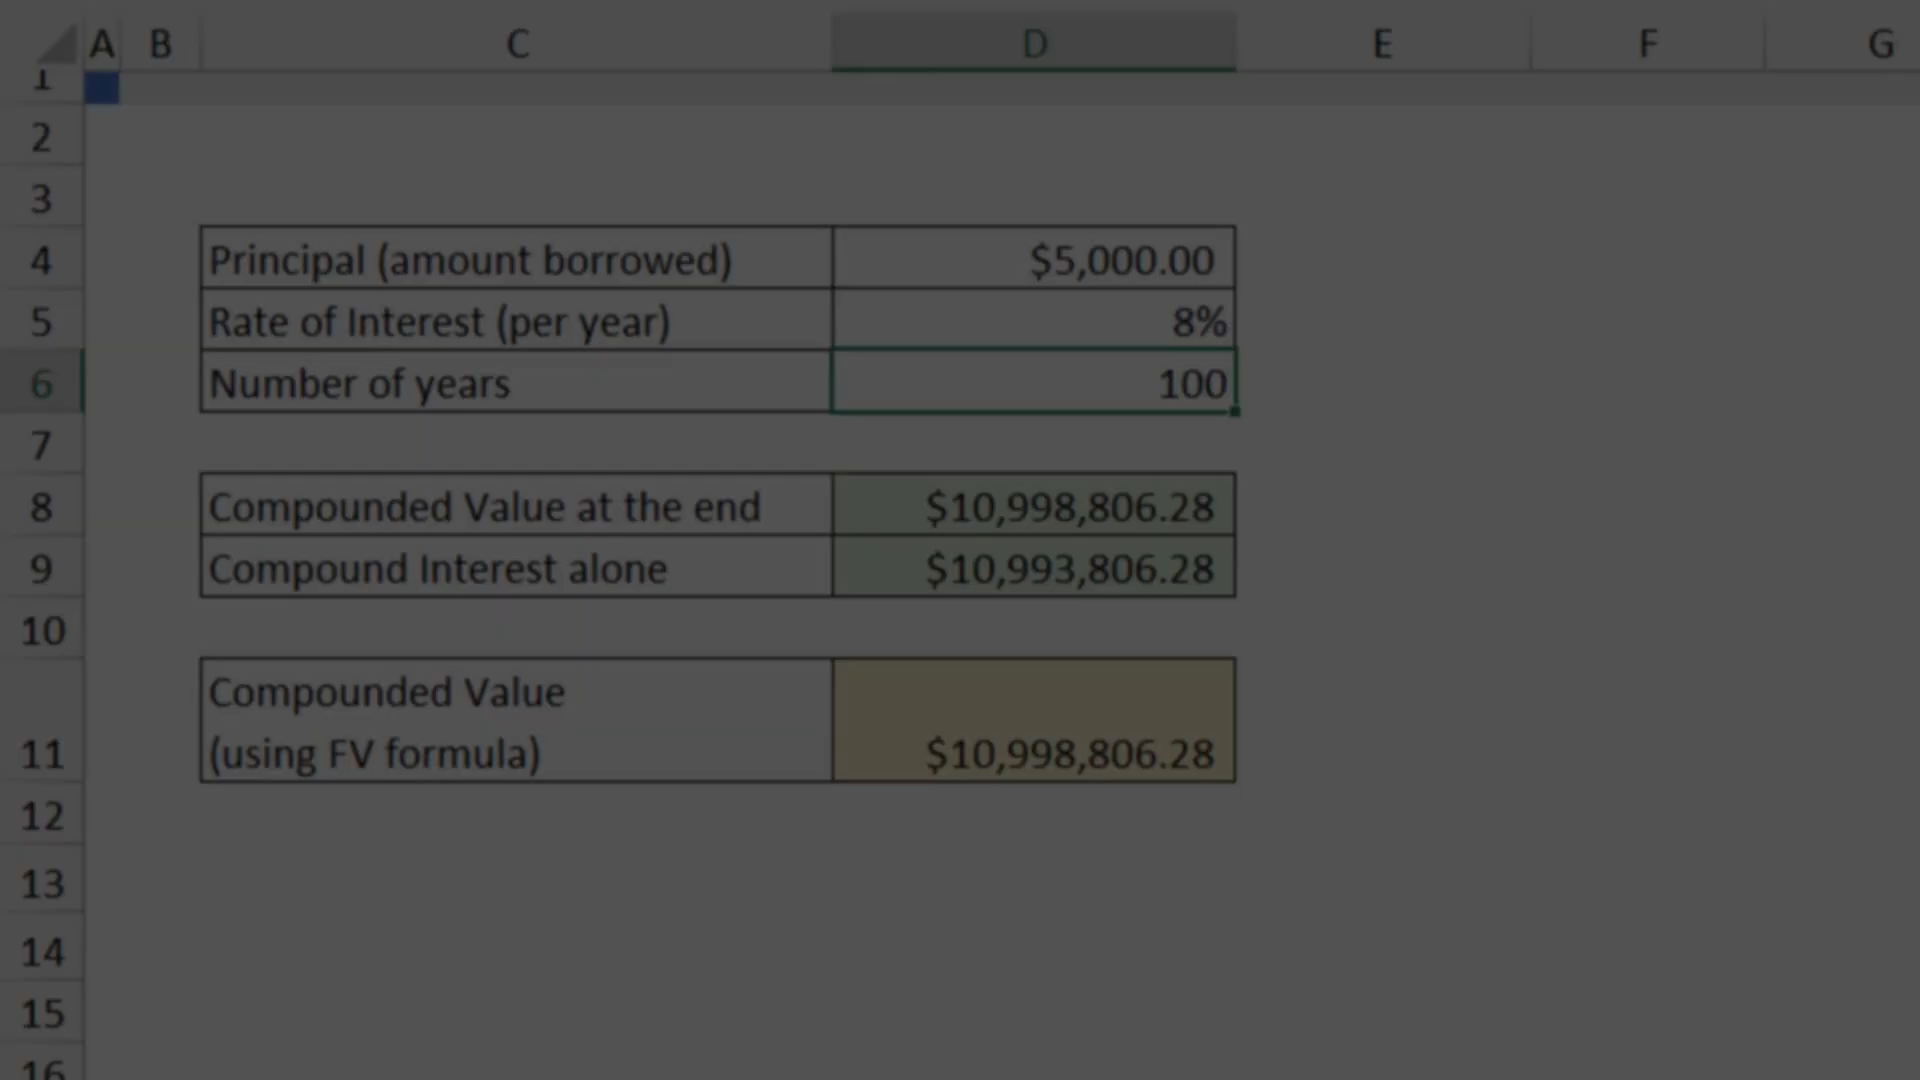 A B C D E F G
1
2
3
4 Principal (amount borrowed) $5,000.00
5 Rate of Interest (per year) 8%
6 Number of years 100
7
8 Compounded Value at the end $10,998,806.28
9 Compound Interest alone $10,993,806.28
10
Compounded Value
11 (using FV formula) $10,998,806.28
12
13
14
15
16